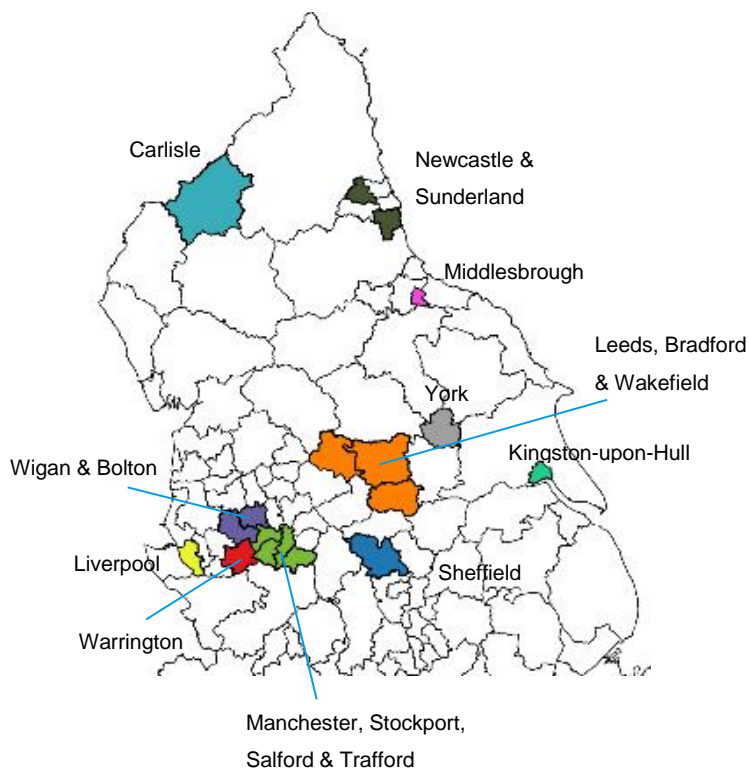 Carlisle
Newcastle &
Sunderland
Middlesbrough
Leeds, Bradford
& Wakefield
York
Kingston-upon-Hull
Wigan & Bolton
Liverpool
Sheffield
Warrington
Manchester, Stockport,
Salford & Trafford